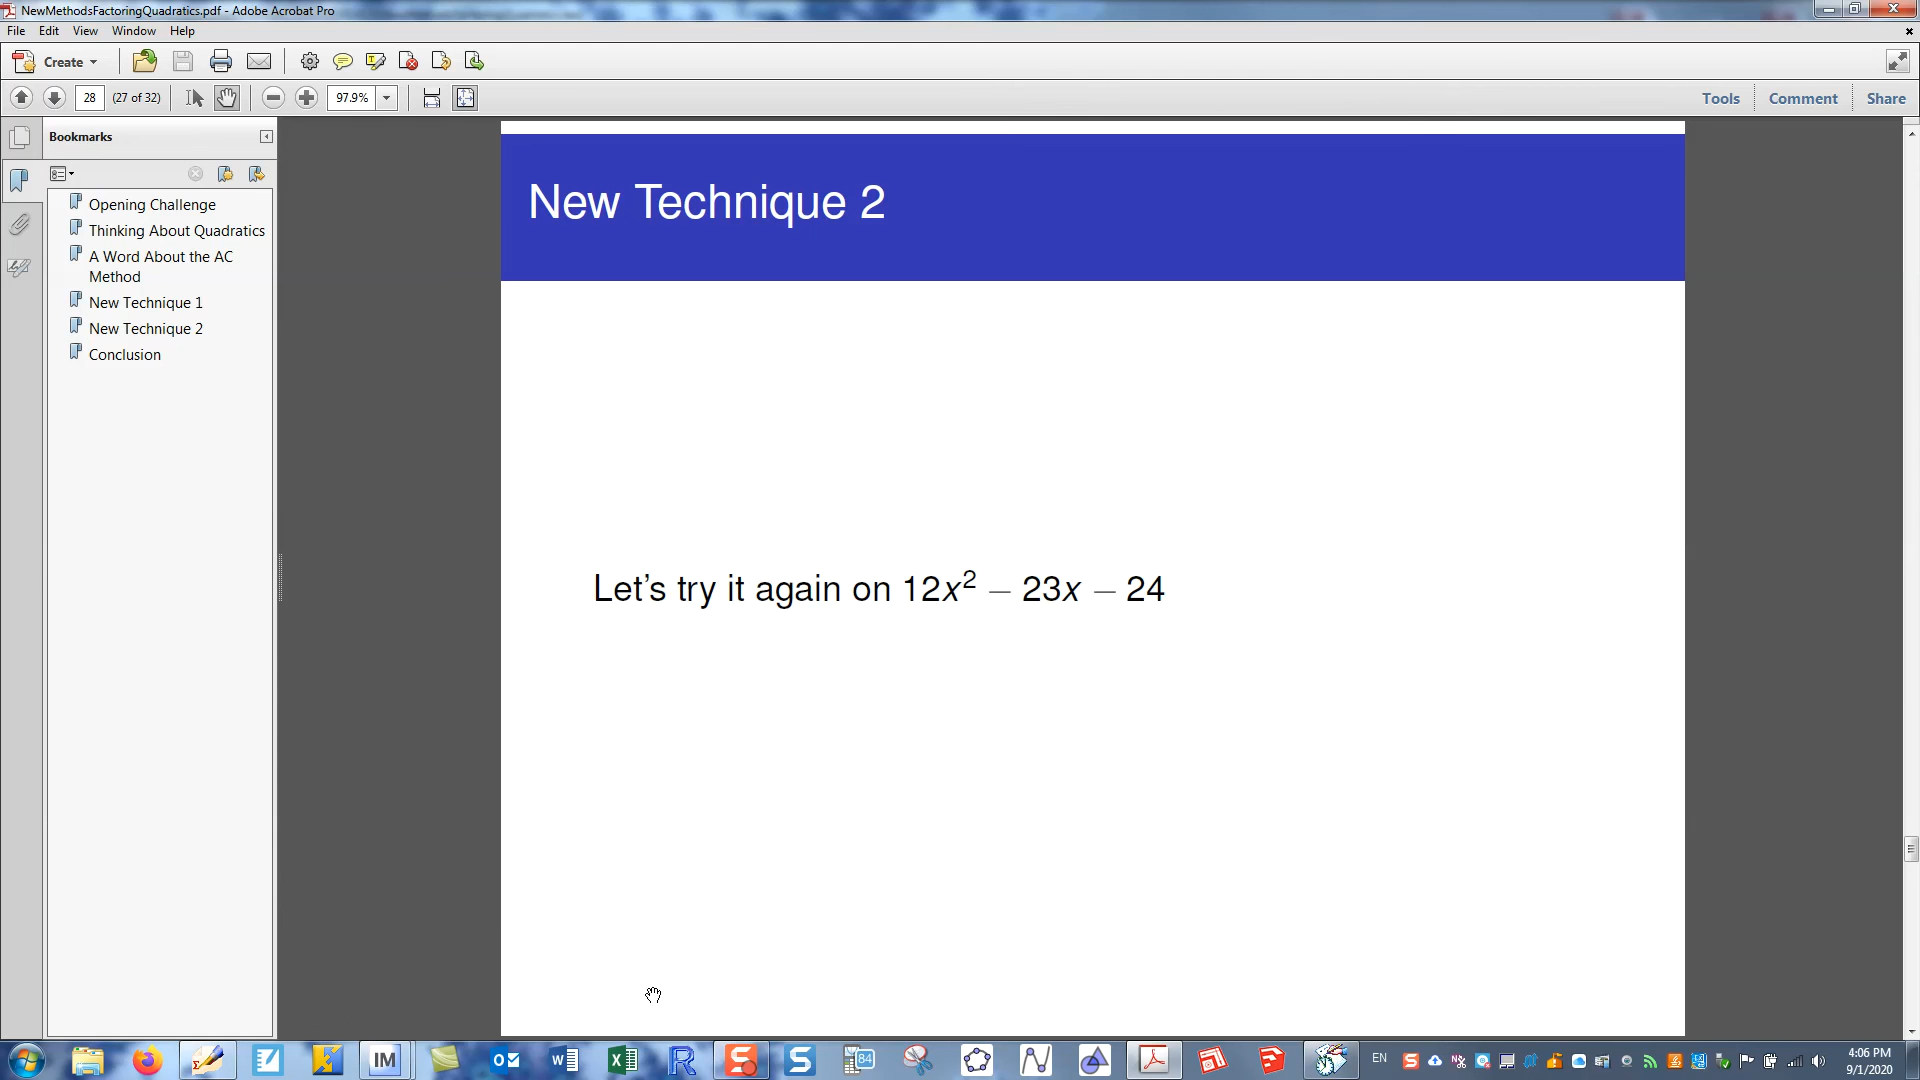 NewMethodsFactoringQuadratics.pdf - Adobe Acrobat Pro
File Edit View Window Help
Create
28 (27 of 32) 97.9% Tools Comment Share
Bookmarks
Opening Challenge
Thinking About Quadratics
A Word About the AC
Method
New Technique 1
New Technique 2
Conclusion
New Technique 2
Let's try it again on 12x² − 23x − 24
IM
84
EN
4:06 PM
9/1/2020